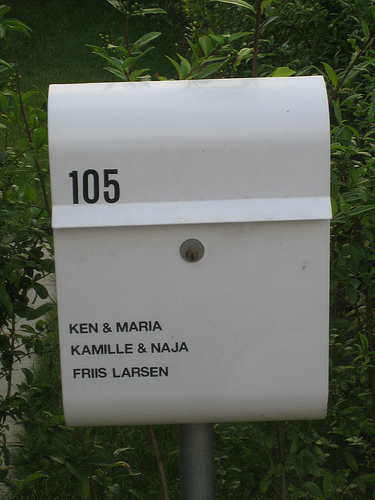 105
KEN & MARIA
KAMILLE & NAJA
FRIIS LARSEN